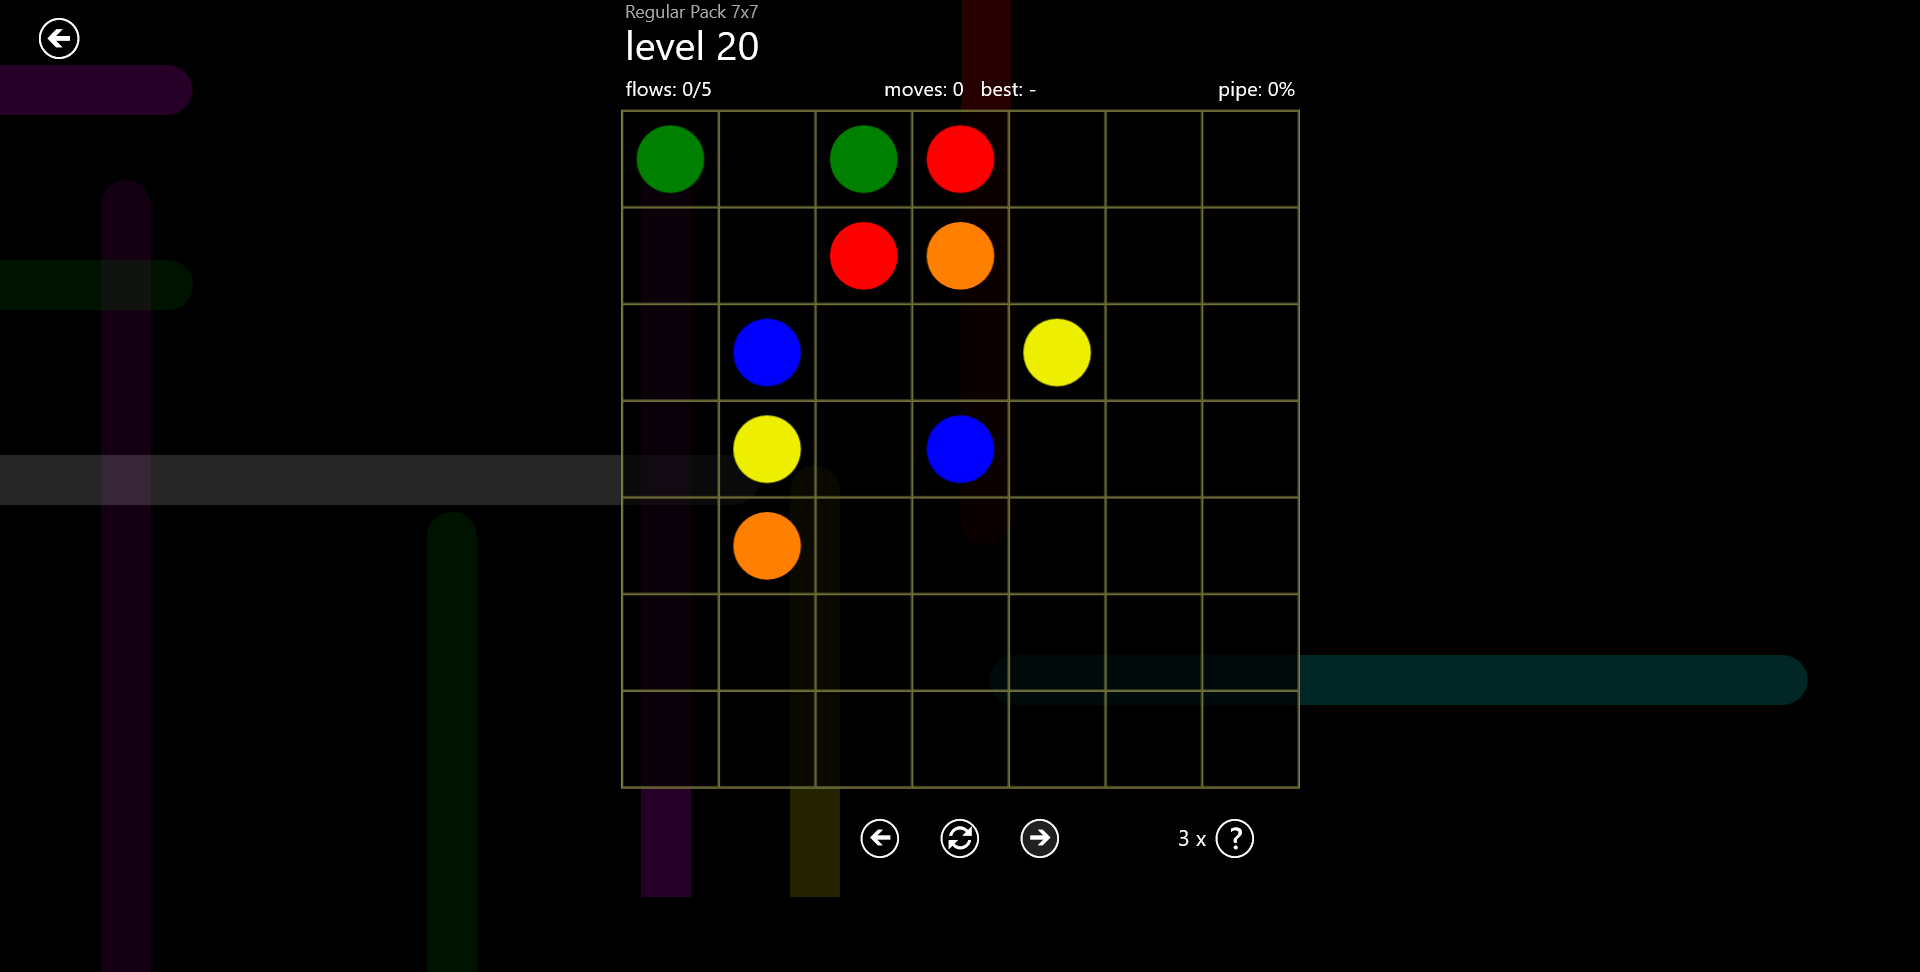 Regular Pack 7x7
level 20
flows: 0/5 moves: 0 best: - pipe: 0%
3 x ?